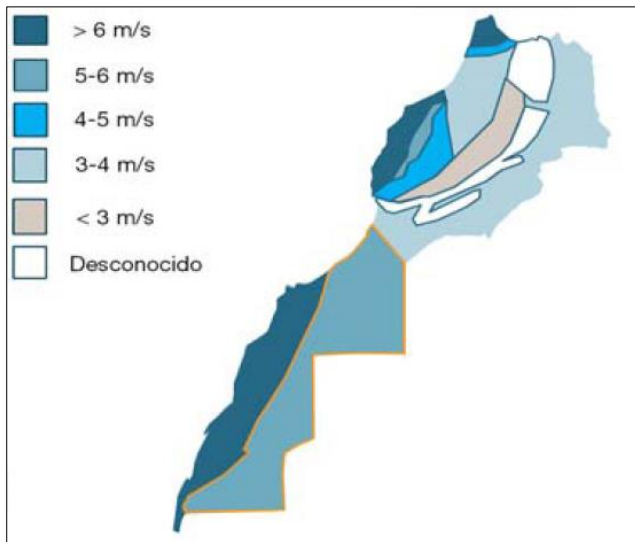 > 6 m/s
5-6 m/s
4-5 m/s
3-4 m/s
< 3 m/s
Desconocido